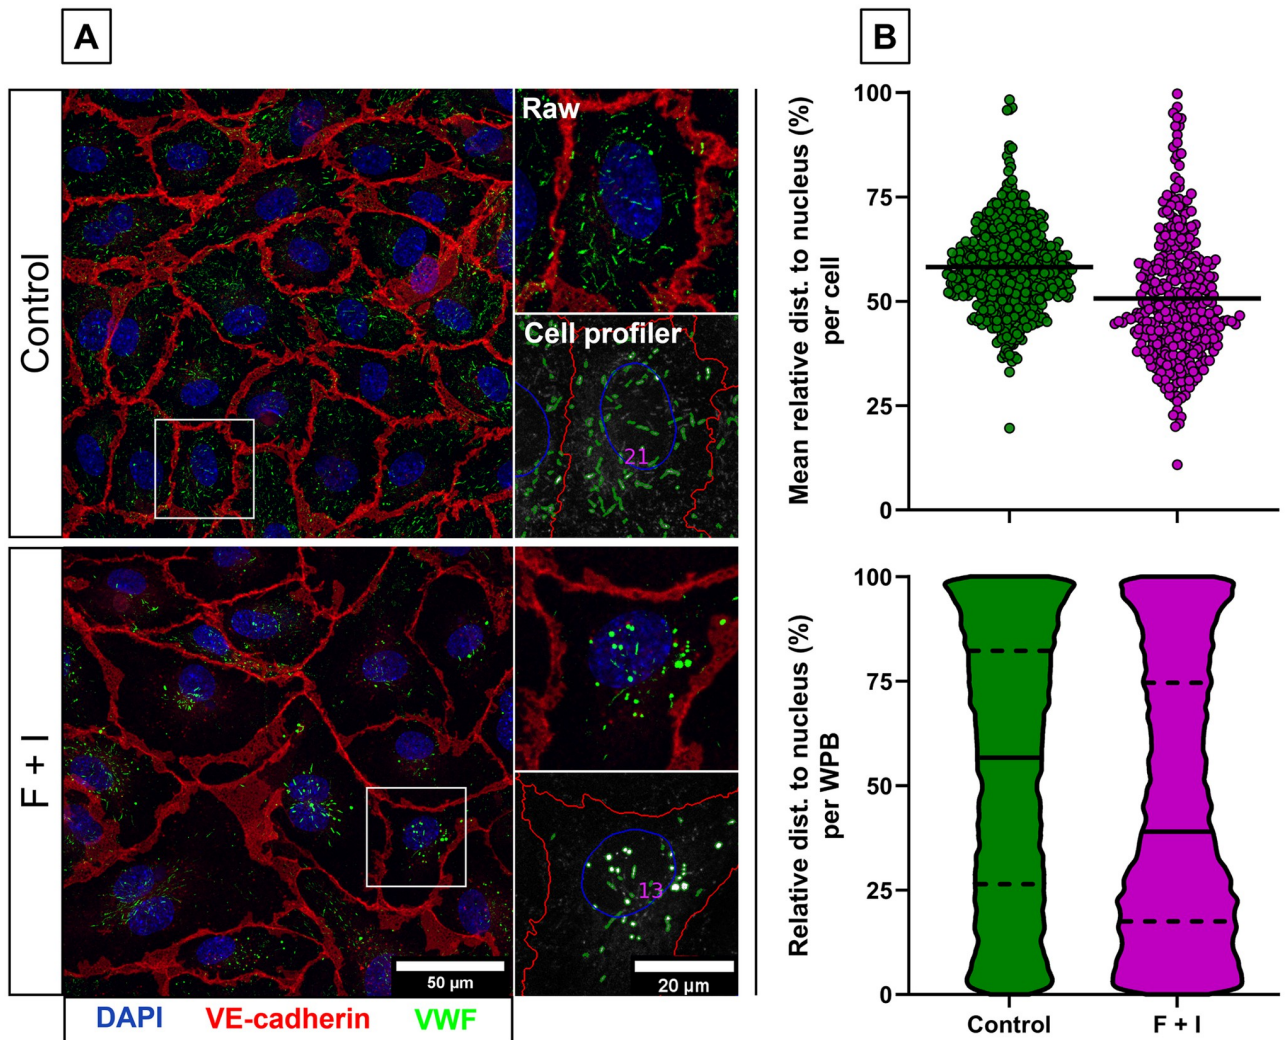 A
Control
Raw
Cell profiler
21
F + I
13
50 µm
20 µm
DAPI VE-cadherin VWF
B
Mean relative dist. to nucleus (%)
per cell
100
75
50
25
0
Relative dist. to nucleus (%)
per WPB
100
75
50
25
0
Control F + I